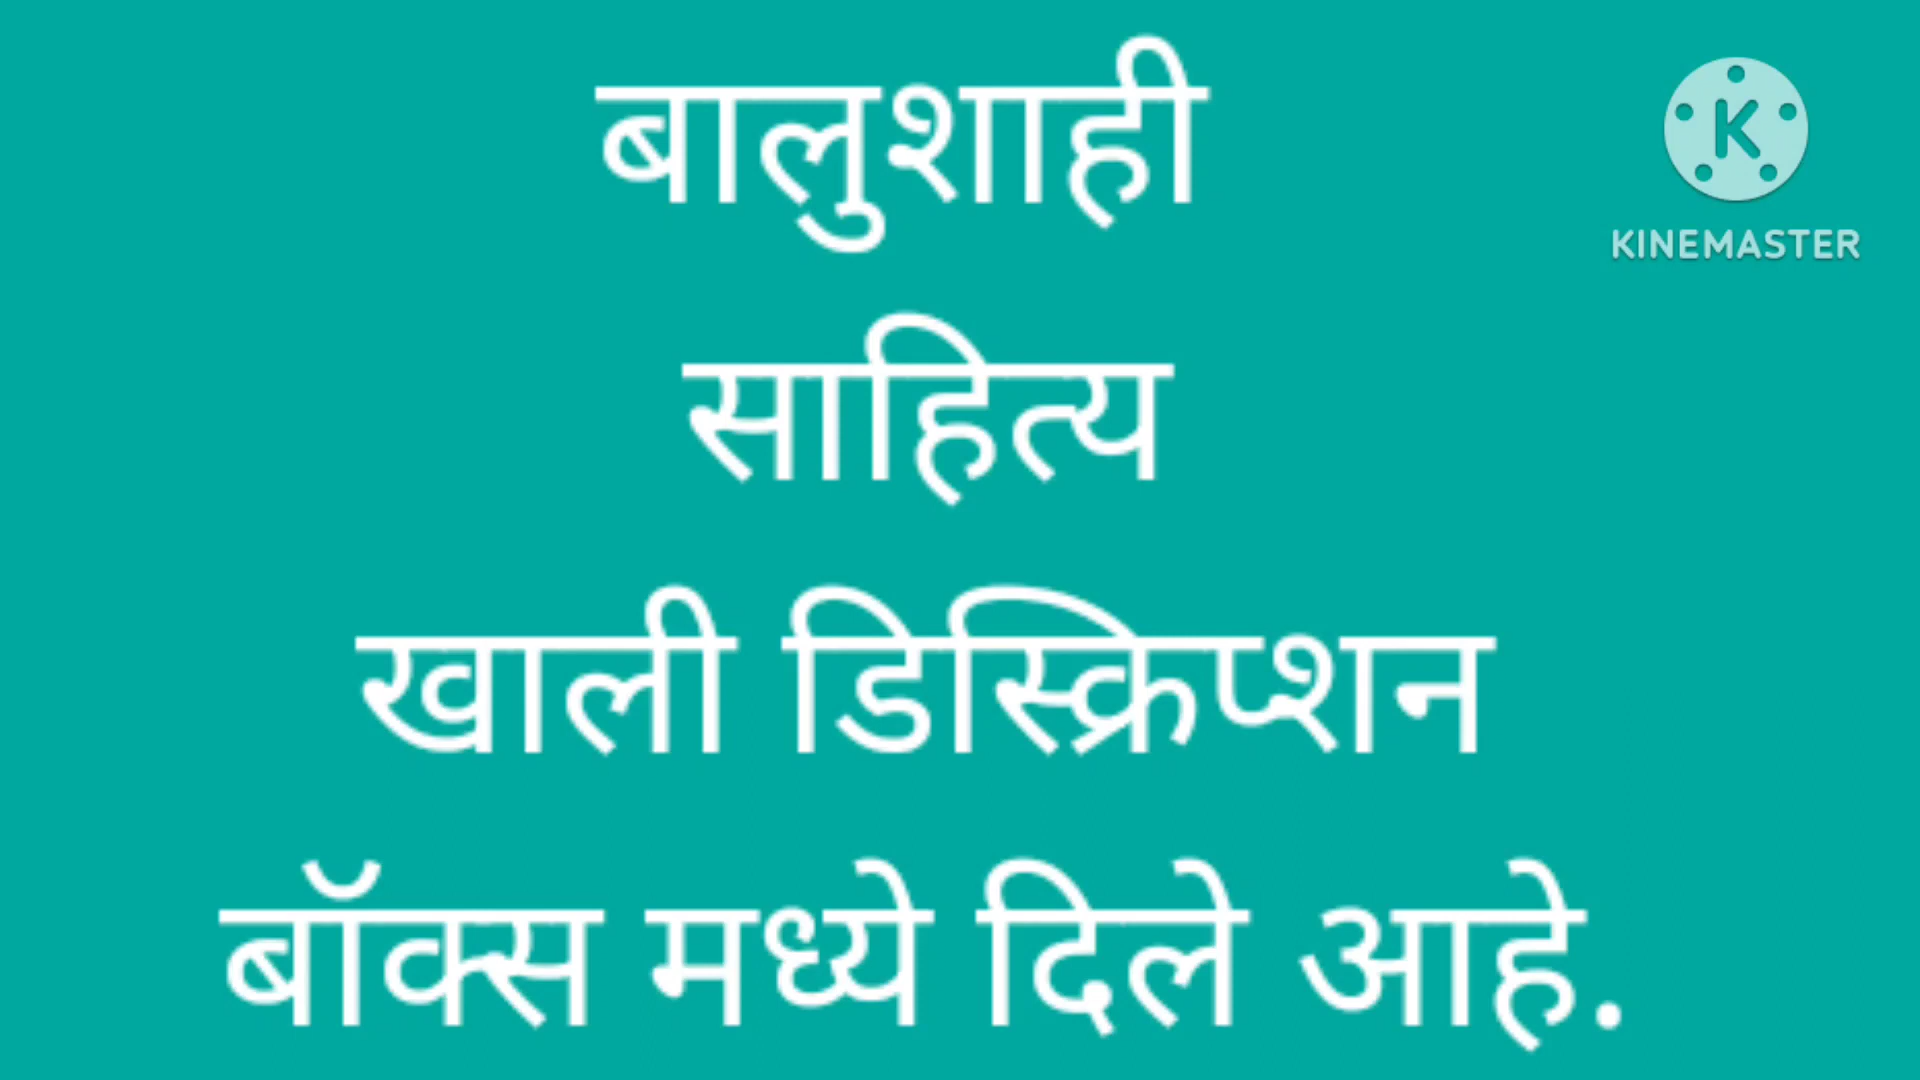 बालुशाही
साहित्य
खाली डिस्क्रिप्शन
बॉक्स मध्ये दिले आहे.
K
KINEMASTER